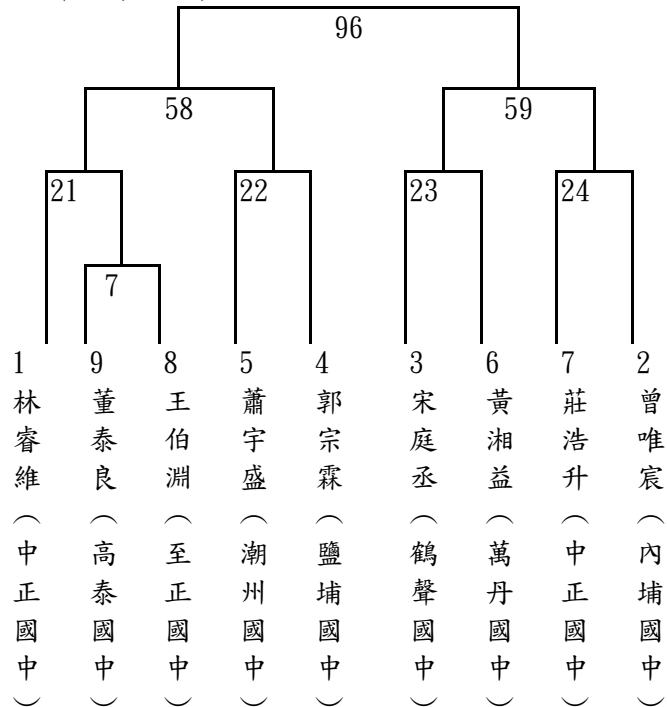 96
58
59
21
22
23
24
7
1
9
8
5
4
3
6
7
2
林睿維（中正國中）
董泰良（高泰國中）
王伯淵（至正國中）
蕭宇盛（潮州國中）
郭宗霖（鹽埔國中）
宋庭丞（鶴聲國中）
黃湘益（萬丹國中）
莊浩升（中正國中）
曾唯宸（內埔國中）